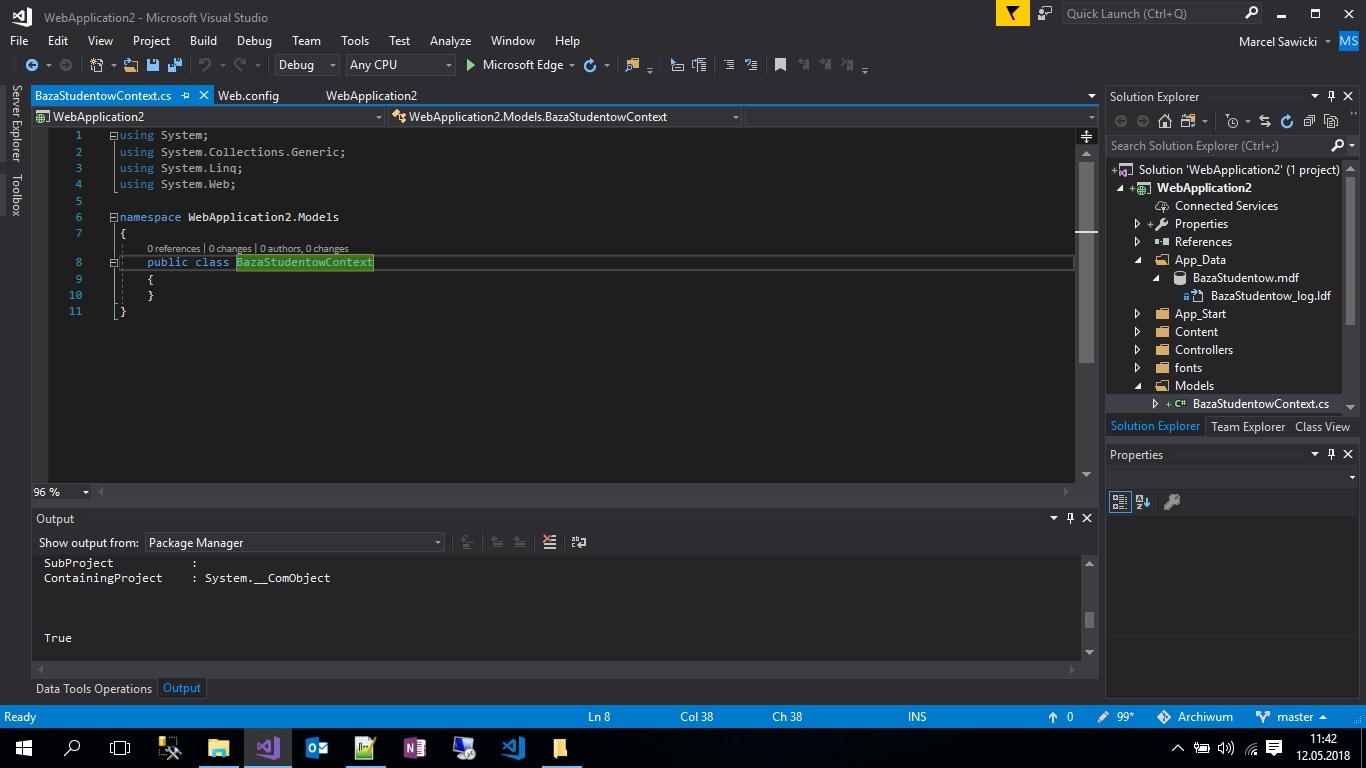 WebApplication2 - Microsoft Visual Studio
Quick Launch (Ctrl+Q)
File Edit View Project Build Debug Team Tools Test Analyze Window Help
Marcel Sawicki MS
Debug Any CPU Microsoft Edge
Server Explorer
Toolbox
BazaStudentowContext.cs Web.config WebApplication2
WebApplication2 WebApplication2.Models.BazaStudentowContext
1 using System;
2 using System.Collections.Generic;
3 using System.Linq;
4 using System.Web;
5
6 namespace WebApplication2.Models
7 {
0 references | 0 changes | 0 authors, 0 changes
8 public class BazaStudentowContext
9 {
10 }
11 }
96 %
Solution Explorer
Search Solution Explorer (Ctrl+;)
Solution 'WebApplication2' (1 project)
WebApplication2
Connected Services
Properties
References
App_Data
BazaStudentow.mdf
BazaStudentow_log.ldf
App_Start
Content
Controllers
fonts
Models
C# BazaStudentowContext.cs
Solution Explorer Team Explorer Class View
Properties
Output
Show output from: Package Manager
SubProject :
ContainingProject : System.__ComObject
True
Data Tools Operations Output
Ready Ln 8 Col 38 Ch 38 INS 0 99* Archiwum master
11:42
12.05.2018